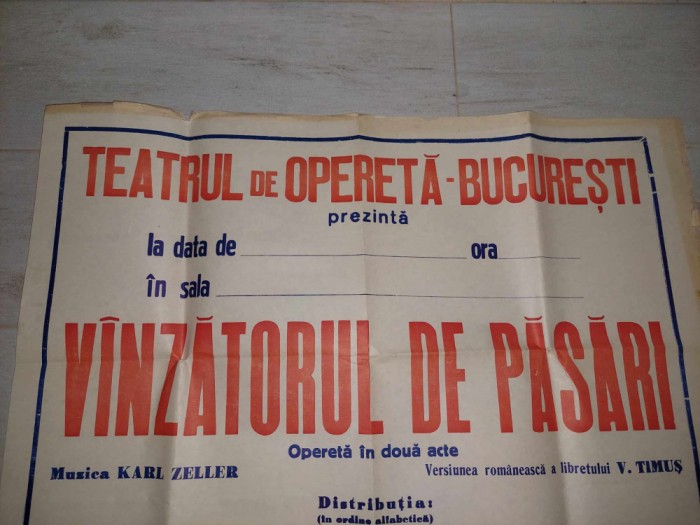 TEATRUL DE OPERETĂ - BUCUREȘTI
prezintă
la data de ora
în sala
VÎNZĂTORUL DE PĂSĂRI
Operetă în două acte
Muzica KARL ZELLER Versiunea românească a libretului V. TIMUȘ
Distribuția:
(în ordine alfabetică)